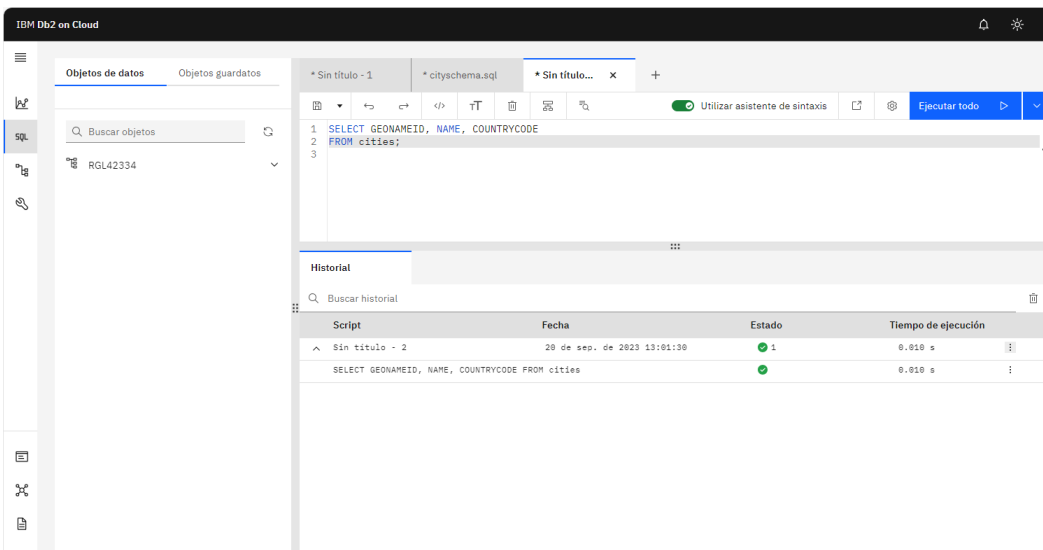 IBM Db2 on Cloud
Objetos de datos
Objetos guardatos
* Sin título - 1
* cityschema.sql
* Sin título...
Utilizar asistente de sintaxis
Ejecutar todo
SQL
Buscar objetos
RGL42334
1 SELECT GEONAMEID, NAME, COUNTRYCODE
2 FROM cities;
3
Historial
Buscar historial
Script Fecha Estado Tiempo de ejecución
Sin título - 2 20 de sep. de 2023 13:01:30 1 0.010 s
SELECT GEONAMEID, NAME, COUNTRYCODE FROM cities 0.010 s